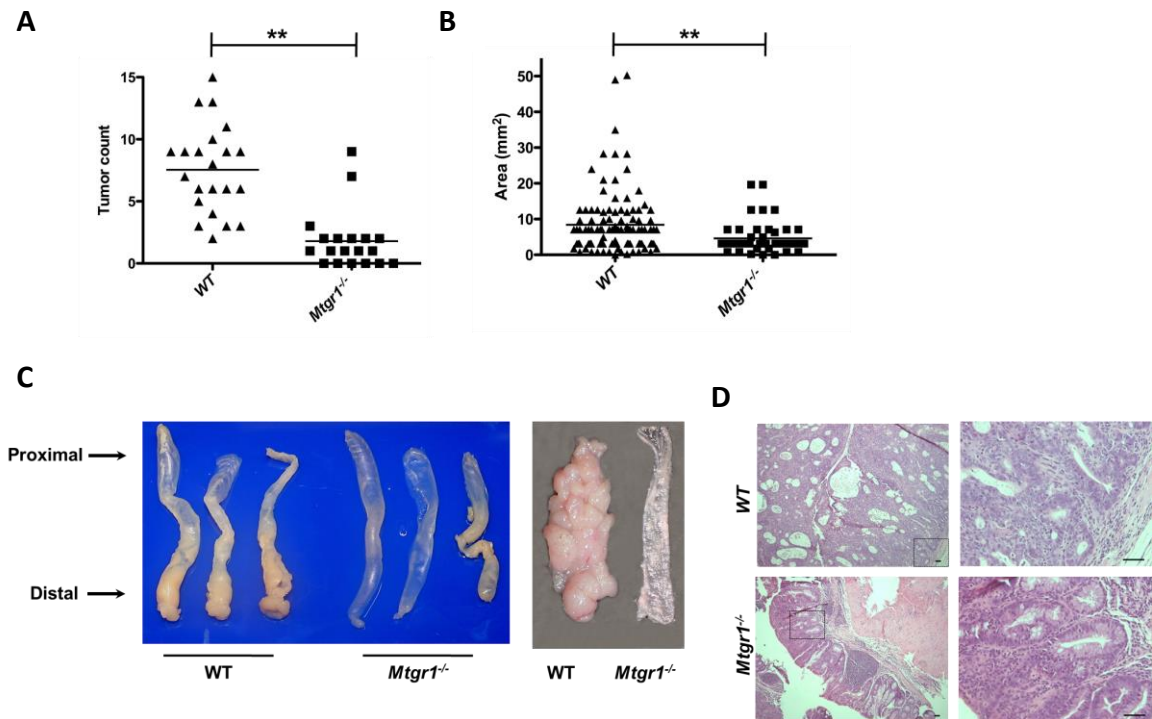 A
B
**
**
15
10
5
0
Tumor count
WT
Mtgr1-/-
50
40
30
20
10
0
Area (mm²)
WT
Mtgr1-/-
C
D
Proximal
Distal
WT
Mtgr1-/-
WT
Mtgr1-/-
WT
Mtgr1-/-